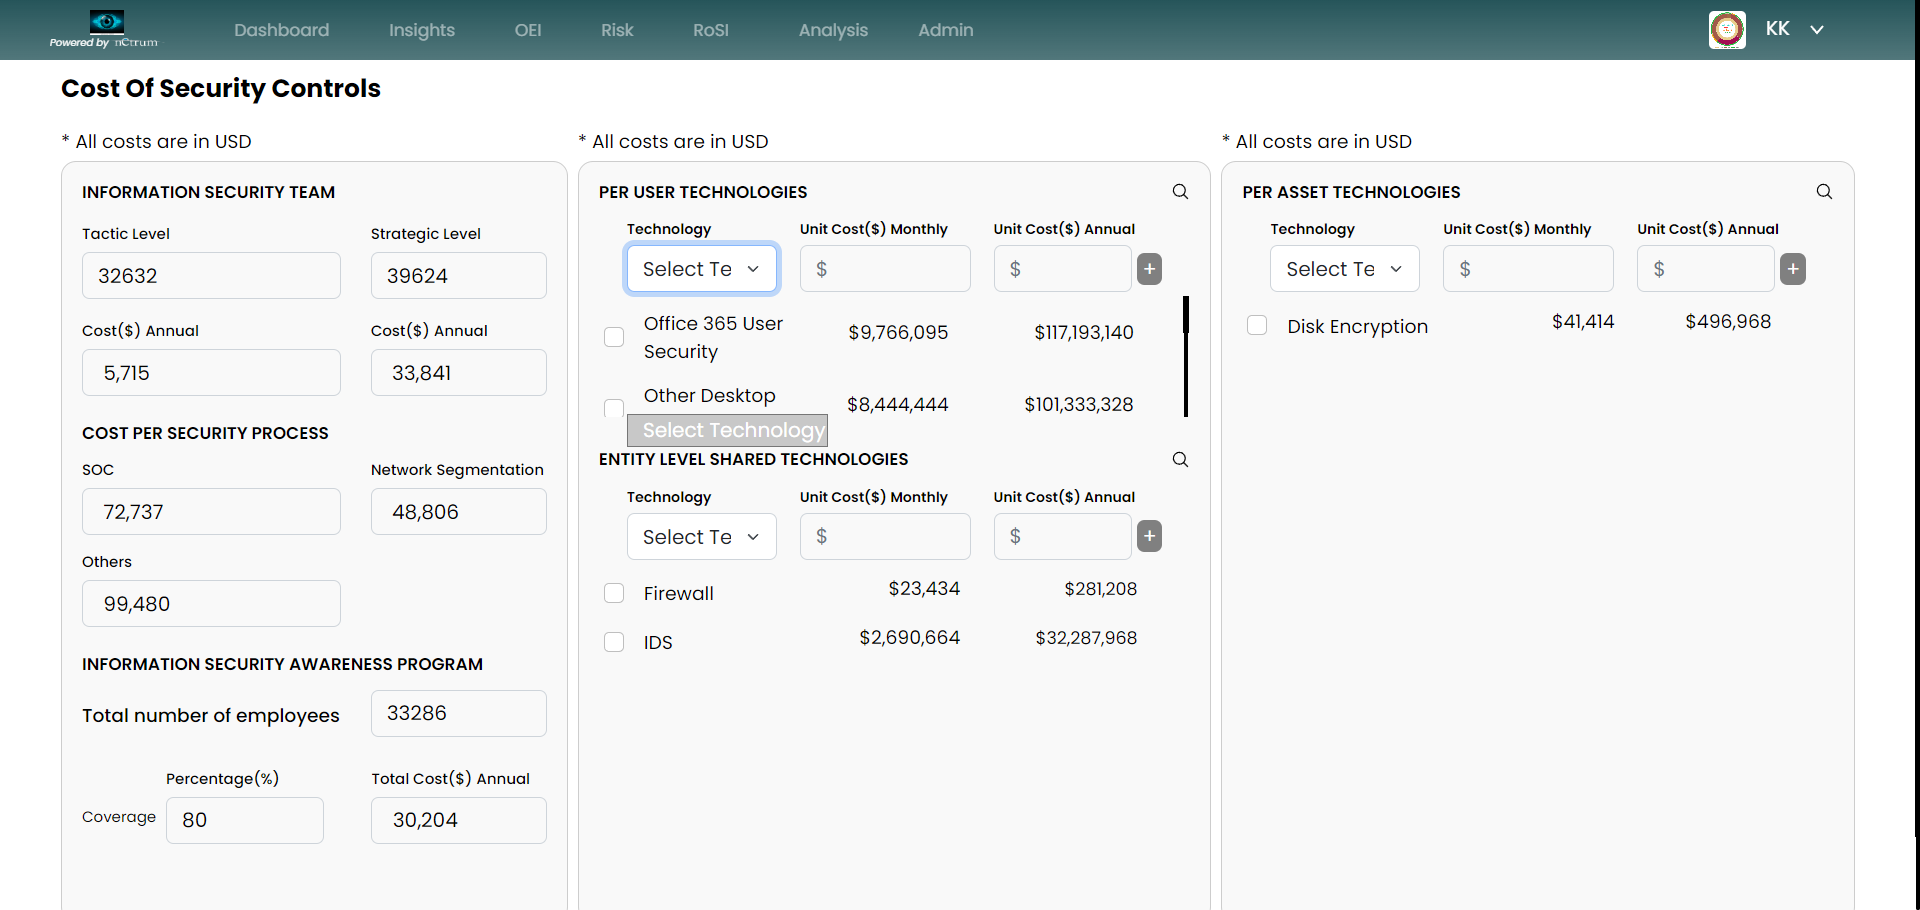 Powered by nCtrum
Dashboard
Insights
OEI
Risk
RoSI
Analysis
Admin
KK
Cost Of Security Controls
* All costs are in USD
INFORMATION SECURITY TEAM
Tactic Level
Strategic Level
32632
39624
Cost($) Annual
Cost($) Annual
5,715
33,841
COST PER SECURITY PROCESS
SOC
Network Segmentation
72,737
48,806
Others
99,480
INFORMATION SECURITY AWARENESS PROGRAM
Total number of employees
33286
Percentage(%)
Total Cost($) Annual
Coverage
80
30,204
* All costs are in USD
PER USER TECHNOLOGIES
Technology
Unit Cost($) Monthly
Unit Cost($) Annual
Select Te
$
$
+
Office 365 User
Security
$9,766,095
$117,193,140
Other Desktop
$8,444,444
$101,333,328
Select Technology
ENTITY LEVEL SHARED TECHNOLOGIES
Technology
Unit Cost($) Monthly
Unit Cost($) Annual
Select Te
$
$
+
Firewall
$23,434
$281,208
IDS
$2,690,664
$32,287,968
* All costs are in USD
PER ASSET TECHNOLOGIES
Technology
Unit Cost($) Monthly
Unit Cost($) Annual
Select Te
$
$
+
Disk Encryption
$41,414
$496,968